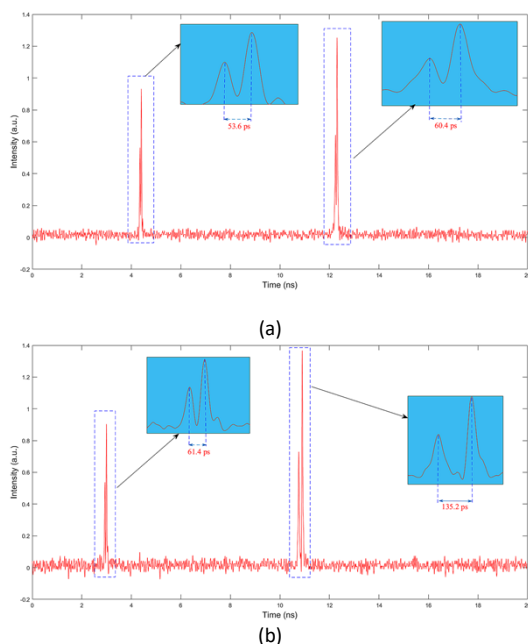 1.4
1.2
1
0.8
0.6
0.4
0.2
0
-0.2
Intensity (a.u.)
53.6 ps
60.4 ps
0 2 4 6 8 10 12 14 16 18 20
Time (ns)
(a)
1.4
1.2
1
0.8
0.6
0.4
0.2
0
-0.2
Intensity (a.u.)
61.4 ps
135.2 ps
0 2 4 6 8 10 12 14 16 18 20
Time (ns)
(b)